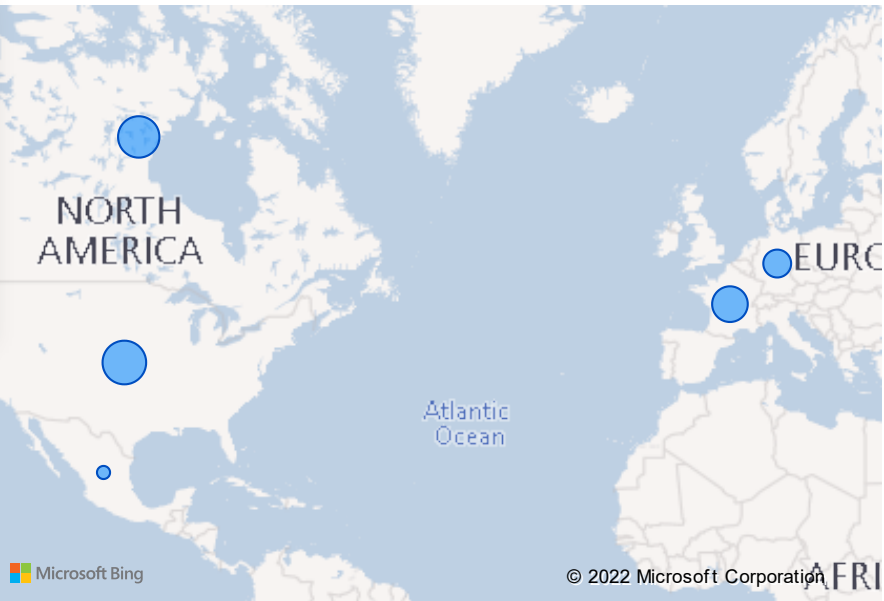 NORTH
AMERICA
EURO
Atlantic
Ocean
Microsoft Bing
© 2022 Microsoft Corporation
AFRI